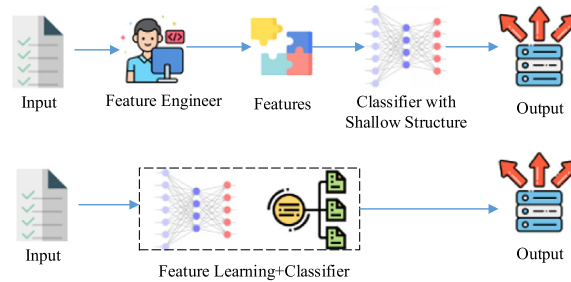 Input
Feature Engineer
Features
Classifier with
Shallow Structure
Output
Input
Feature Learning+Classifier
Output